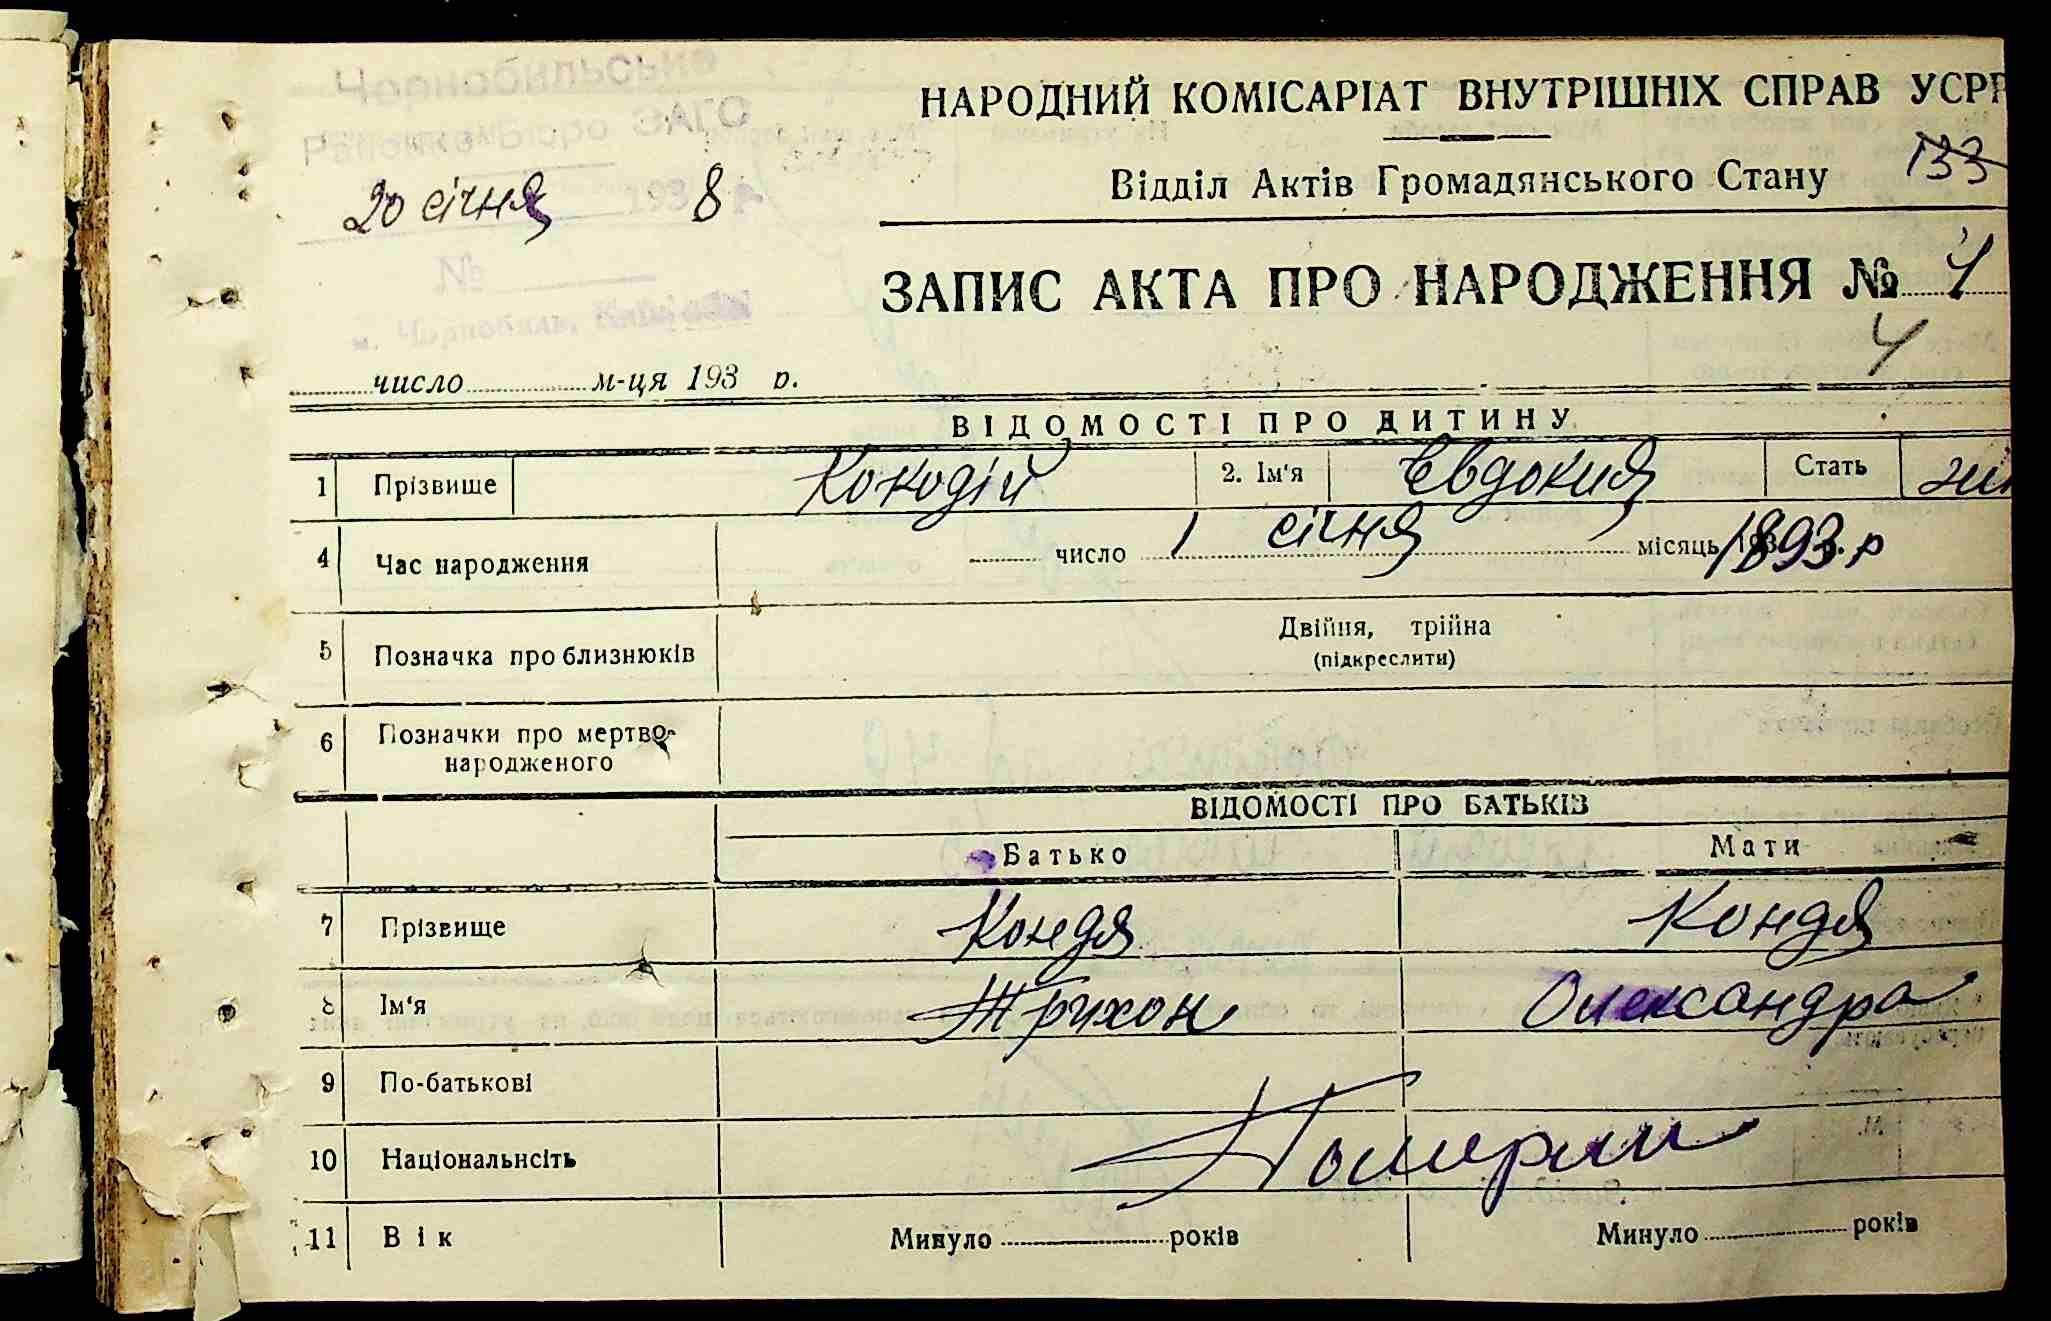 Чорнобильське
Районне Бюро ЗАГС
20 січня 1938 р
№
м. Чорнобиль,
НАРОДНИЙ КОМІСАРІАТ ВНУТРІШНІХ СПРАВ УСРР
133
Відділ Актів Громадянського Стану
ЗАПИС АКТА ПРО НАРОДЖЕННЯ № 4
4
число м-ця 193 р.
ВІДОМОСТІ ПРО ДИТИНУ
1 Прізвище Кокодій 2. Ім'я Євдокия Стать жін
4 Час народження число 1 січня місяць 1893 р
5 Позначка про близнюків Двійня, трійна
(підкреслити)
6 Позначки про мертво-
народженого
ВІДОМОСТІ ПРО БАТЬКІВ
Батько Мати
7 Прізвище Кондя Кондя
8 Ім'я Трихон Олександра
9 По-батькові
10 Національнсіть Померли
11 Вік Минуло років Минуло років